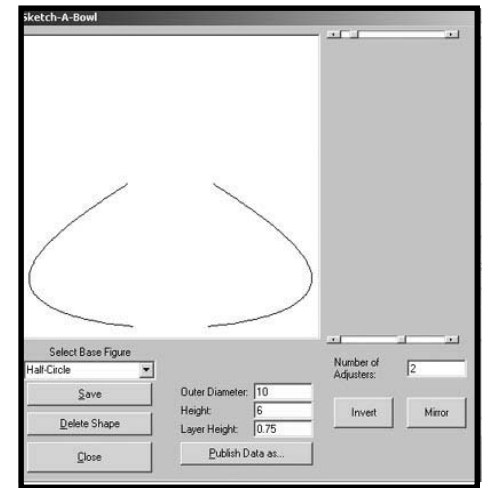 Sketch-A-Bowl
Select Base Figure
Half-Circle
Save
Delete Shape
Close
Outer Diameter: 10
Height: 6
Layer Height: 0.75
Publish Data as...
Number of
Adjusters: 2
Invert
Mirror